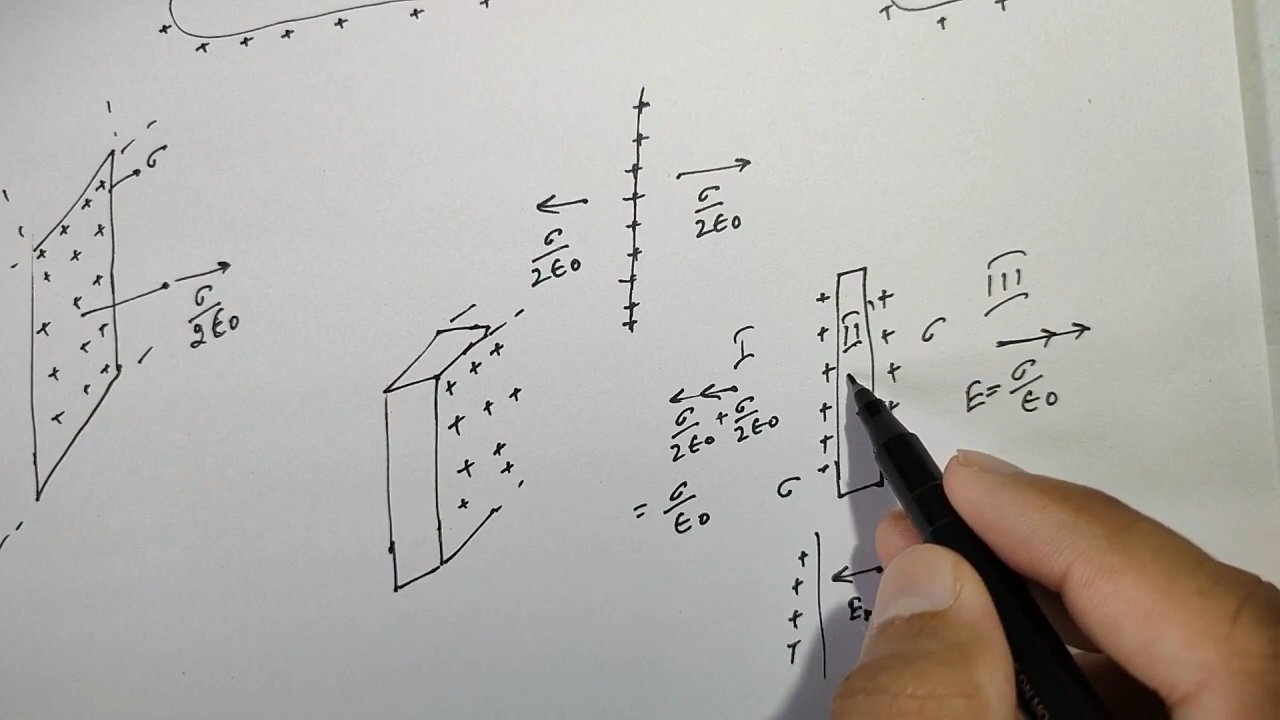 σ
σ/2ε0
σ/2ε0
σ/2ε0
I
II
III
σ
E = σ/ε0
σ/2ε0 + σ/2ε0
= σ/ε0
σ